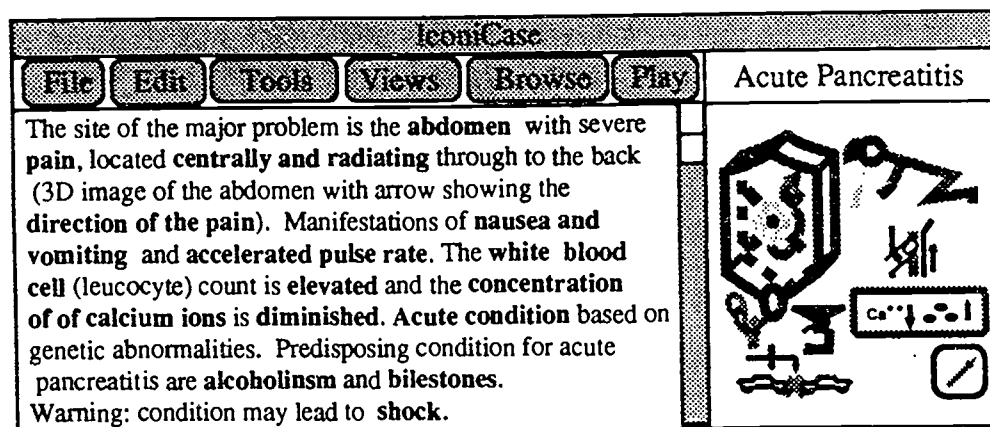 IconiCase
File Edit Tools Views Browse Play
Acute Pancreatitis
The site of the major problem is the abdomen with severe
pain, located centrally and radiating through to the back
(3D image of the abdomen with arrow showing the
direction of the pain). Manifestations of nausea and
vomiting and accelerated pulse rate. The white blood
cell (leucocyte) count is elevated and the concentration
of of calcium ions is diminished. Acute condition based on
genetic abnormalities. Predisposing condition for acute
pancreatitis are alcoholinsm and bilestones.
Warning: condition may lead to shock.
Ca